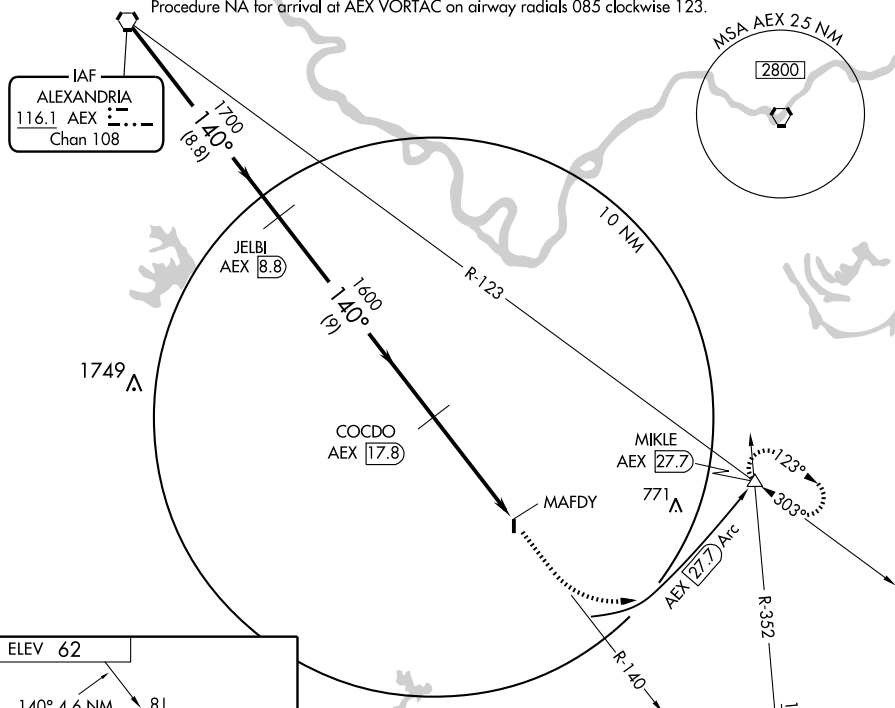 Procedure NA for arrival at AEX VORTAC on airway radials 085 clockwise 123.
MSA AEX 25 NM
2800
IAF
ALEXANDRIA
116.1 AEX
Chan 108
1700
140°
(8.8)
10 NM
JELBI
AEX 8.8
R-123
1600
140°
(9)
1749
COCDO
AEX 17.8
MIKLE
AEX 27.7
123°
303°
771
MAFDY
AEX 27.7 Arc
R-352
R-140
ELEV 62
140° 4.6 NM
81